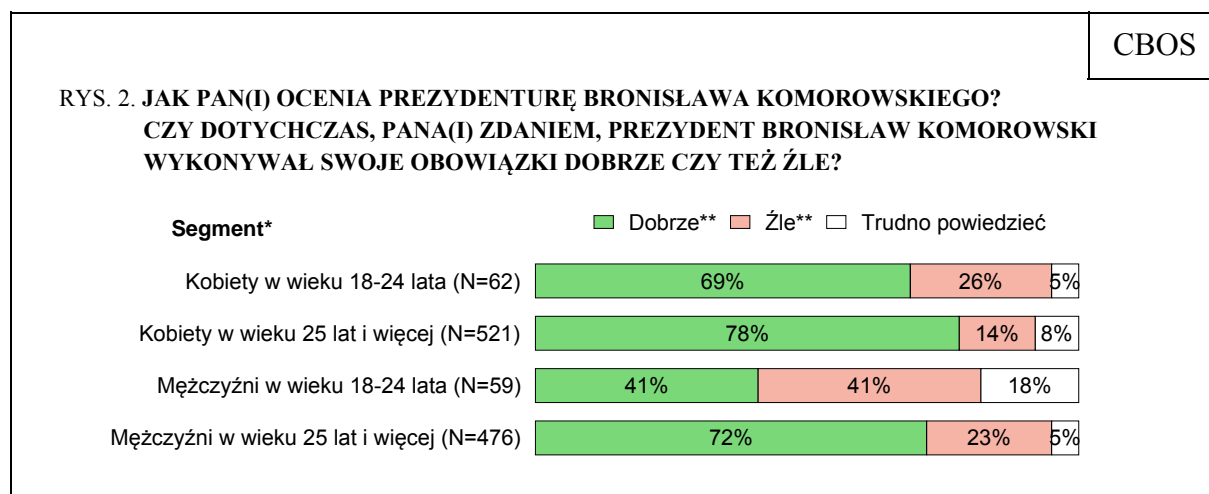 CBOS
RYS. 2. JAK PAN(I) OCENIA PREZYDENTURĘ BRONISŁAWA KOMOROWSKIEGO?
CZY DOTYCHCZAS, PANA(I) ZDANIEM, PREZYDENT BRONISŁAW KOMOROWSKI
WYKONYWAŁ SWOJE OBOWIĄZKI DOBRZE CZY TEŻ ŹLE?
Segment* Dobrze** Źle** Trudno powiedzieć
Kobiety w wieku 18-24 lata (N=62) 69% 26% 5%
Kobiety w wieku 25 lat i więcej (N=521) 78% 14% 8%
Mężczyźni w wieku 18-24 lata (N=59) 41% 41% 18%
Mężczyźni w wieku 25 lat i więcej (N=476) 72% 23% 5%